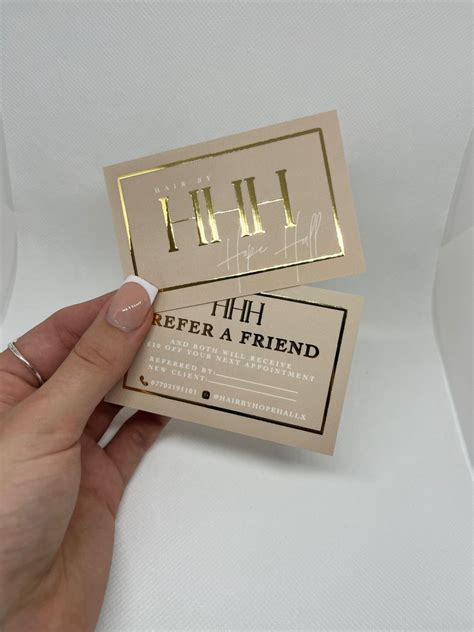 HAIR BY
HHH
Hope Hall
HHH
REFER A FRIEND
AND BOTH WILL RECEIVE
£10 OFF YOUR NEXT APPOINTMENT
REFERRED BY:
NEW CLIENT:
07703191101 @HAIRBYHOPEHALLX